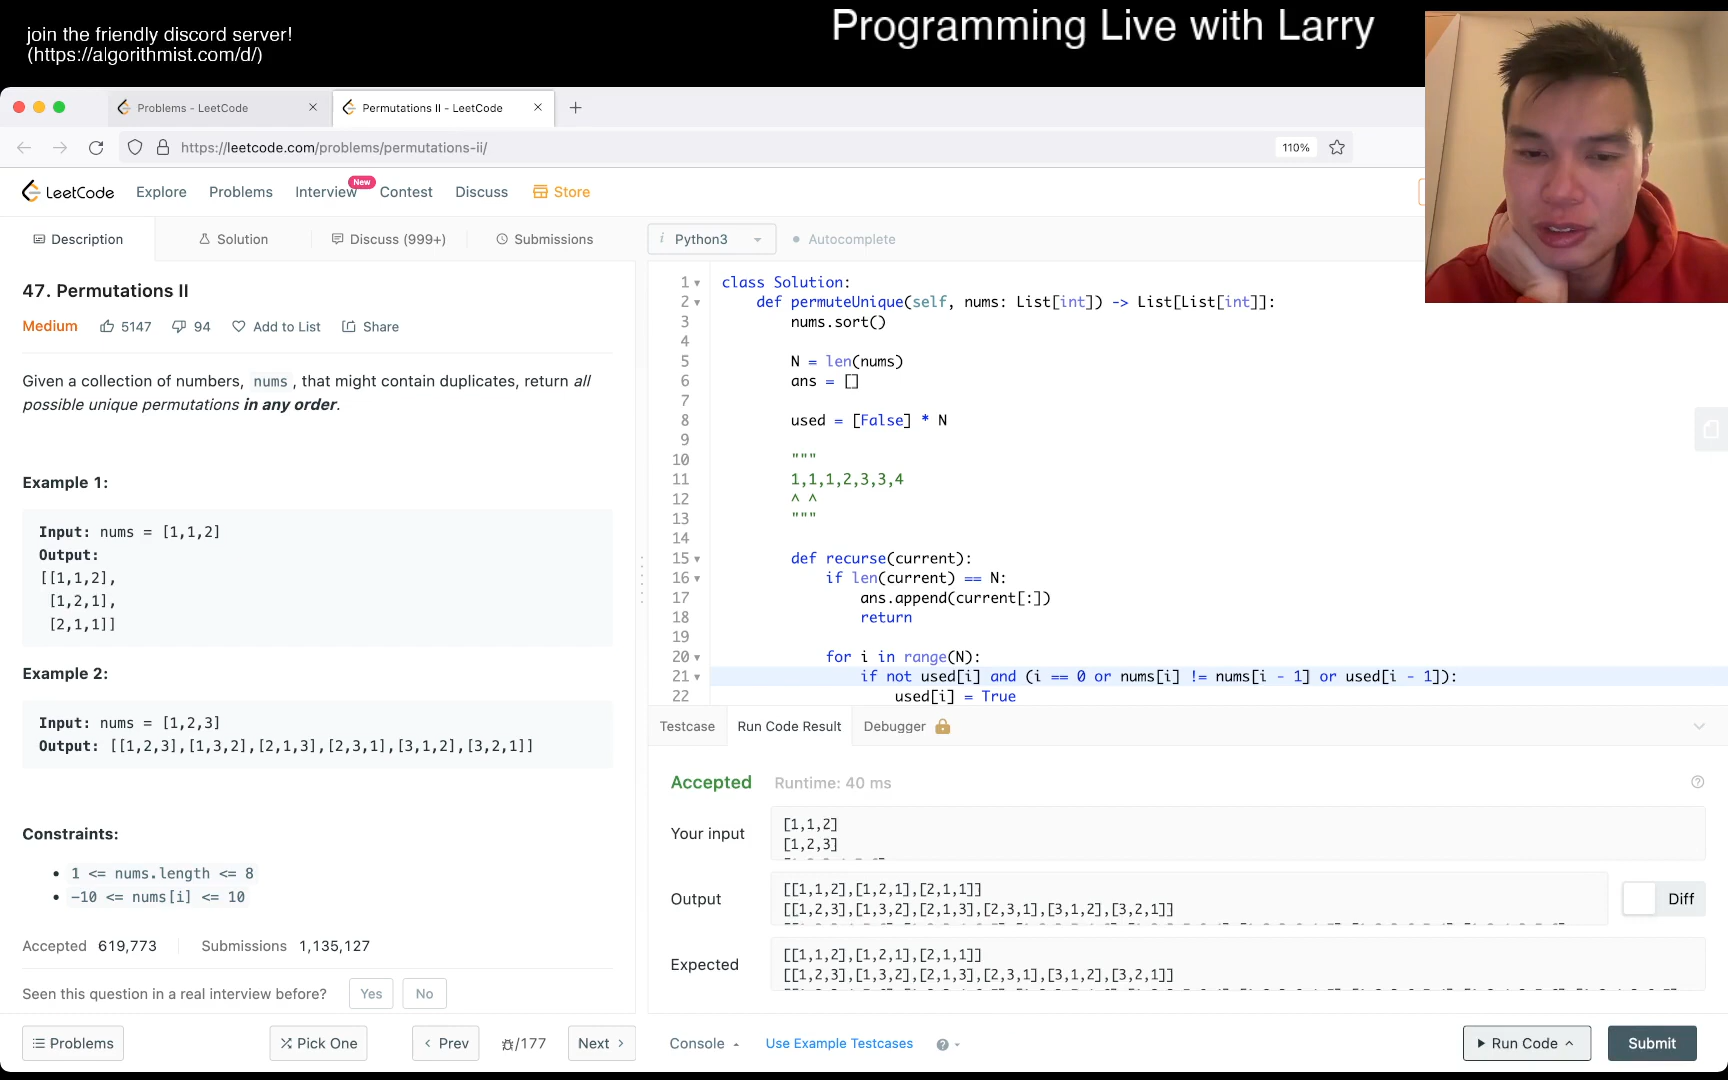 join the friendly discord server!
(https://algorithmist.com/d/)
Programming Live with Larry
Problems - LeetCode
Permutations II - LeetCode
https://leetcode.com/problems/permutations-ii/
110%
LeetCode
Explore
Problems
Interview
New
Contest
Discuss
Store
Description
Solution
Discuss (999+)
Submissions
i Python3
Autocomplete
47. Permutations II
Medium
5147
94
Add to List
Share
Given a collection of numbers, nums, that might contain duplicates, return all
possible unique permutations in any order.
Example 1:
Input: nums = [1,1,2]
Output:
[[1,1,2],
[1,2,1],
[2,1,1]]
Example 2:
Input: nums = [1,2,3]
Output: [[1,2,3],[1,3,2],[2,1,3],[2,3,1],[3,1,2],[3,2,1]]
Constraints:
• 1 <= nums.length <= 8
• -10 <= nums[i] <= 10
Accepted 619,773
Submissions 1,135,127
Seen this question in a real interview before?
Yes
No
Problems
Pick One
Prev
/177
Next
1 class Solution:
2 def permuteUnique(self, nums: List[int]) -> List[List[int]]:
3 nums.sort()
4
5 N = len(nums)
6 ans = []
7
8 used = [False] * N
9
10 """
11 1,1,1,2,3,3,4
12 ^ ^
13 """
14
15 def recurse(current):
16 if len(current) == N:
17 ans.append(current[:])
18 return
19
20 for i in range(N):
21 if not used[i] and (i == 0 or nums[i] != nums[i - 1] or used[i - 1]):
22 used[i] = True
Testcase
Run Code Result
Debugger
Accepted
Runtime: 40 ms
Your input
[1,1,2]
[1,2,3]
Output
[[1,1,2],[1,2,1],[2,1,1]]
[[1,2,3],[1,3,2],[2,1,3],[2,3,1],[3,1,2],[3,2,1]]
Diff
Expected
[[1,1,2],[1,2,1],[2,1,1]]
[[1,2,3],[1,3,2],[2,1,3],[2,3,1],[3,1,2],[3,2,1]]
Console
Use Example Testcases
Run Code
Submit